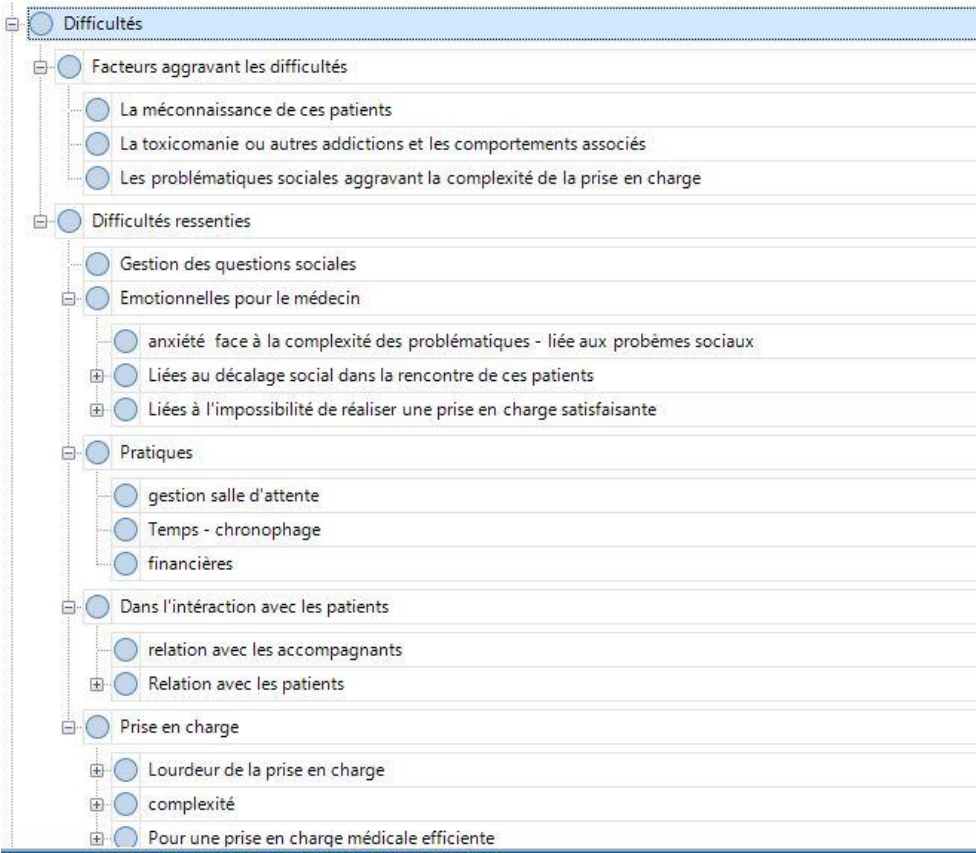 Difficultés
Facteurs aggravant les difficultés
La méconnaissance de ces patients
La toxicomanie ou autres addictions et les comportements associés
Les problématiques sociales aggravant la complexité de la prise en charge
Difficultés ressenties
Gestion des questions sociales
Emotionnelles pour le médecin
anxiété  face à la complexité des problématiques - liée aux probèmes sociaux
Liées au décalage social dans la rencontre de ces patients
Liées à l'impossibilité de réaliser une prise en charge satisfaisante
Pratiques
gestion salle d'attente
Temps - chronophage
financières
Dans l'intéraction avec les patients
relation avec les accompagnants
Relation avec les patients
Prise en charge
Lourdeur de la prise en charge
complexité
Pour une prise en charge médicale efficiente